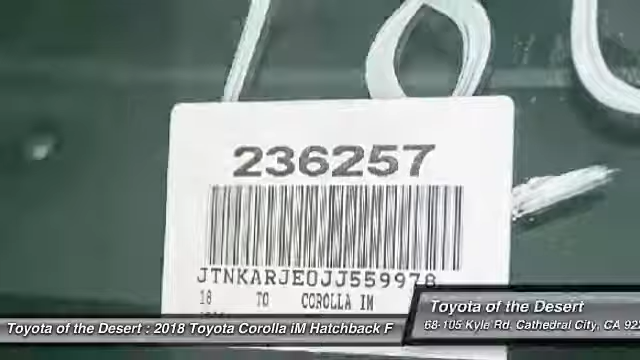 236257
JTNKARJE0JJ559978
18 TO COROLLA IM
Toyota of the Desert
68-105 Kyle Rd. Cathedral City, CA 922
Toyota of the Desert : 2018 Toyota Corolla iM Hatchback F